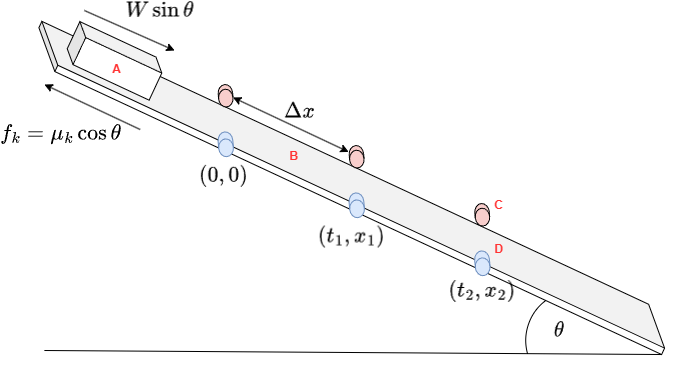 W sin θ
A
Δx
f_k = μ_k cos θ
B
(0, 0)
C
(t_1, x_1)
D
(t_2, x_2)
θ